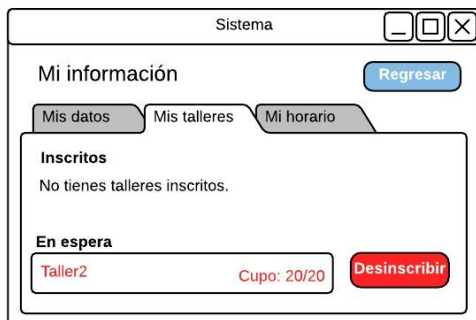 Sistema
Mi información
Regresar
Mis datos
Mis talleres
Mi horario
Inscritos
No tienes talleres inscritos.
En espera
Taller2
Cupo: 20/20
Desinscribir